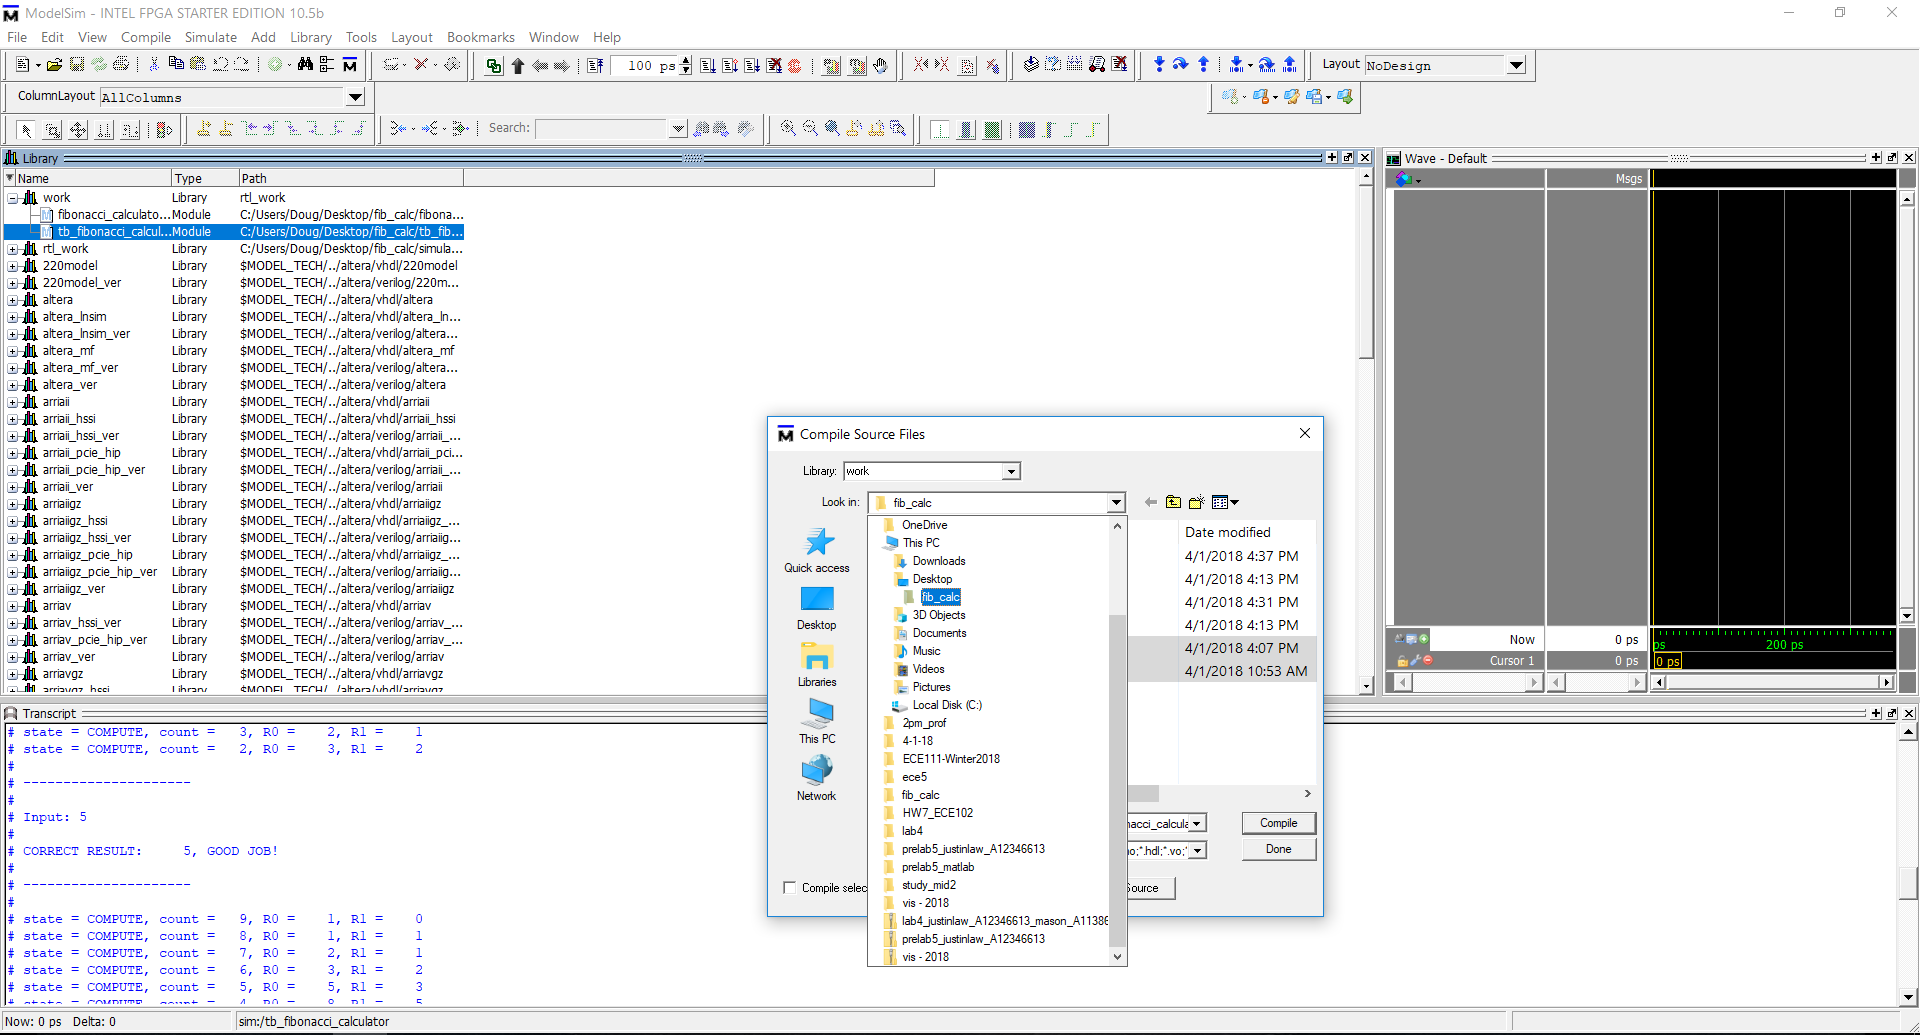 ModelSim - INTEL FPGA STARTER EDITION 10.5b
File Edit View Compile Simulate Add Library Tools Layout Bookmarks Window Help
100 ps
Layout NoDesign
ColumnLayout AllColumns
Search:
Library
Name Type Path
work Library rtl_work
fibonacci_calculato... Module C:/Users/Doug/Desktop/fib_calc/fibona...
tb_fibonacci_calcul... Module C:/Users/Doug/Desktop/fib_calc/tb_fib...
rtl_work Library C:/Users/Doug/Desktop/fib_calc/simula...
220model Library $MODEL_TECH/../altera/vhdl/220model
220model_ver Library $MODEL_TECH/../altera/verilog/220m...
altera Library $MODEL_TECH/../altera/vhdl/altera
altera_lnsim Library $MODEL_TECH/../altera/vhdl/altera_ln...
altera_lnsim_ver Library $MODEL_TECH/../altera/verilog/altera...
altera_mf Library $MODEL_TECH/../altera/vhdl/altera_mf
altera_mf_ver Library $MODEL_TECH/../altera/verilog/altera...
altera_ver Library $MODEL_TECH/../altera/verilog/altera
arriaii Library $MODEL_TECH/../altera/vhdl/arriaii
arriaii_hssi Library $MODEL_TECH/../altera/vhdl/arriaii_hssi
arriaii_hssi_ver Library $MODEL_TECH/../altera/verilog/arriaii_...
arriaii_pcie_hip Library $MODEL_TECH/../altera/vhdl/arriaii_pci...
arriaii_pcie_hip_ver Library $MODEL_TECH/../altera/verilog/arriaii_...
arriaii_ver Library $MODEL_TECH/../altera/verilog/arriaii
arriaiigz Library $MODEL_TECH/../altera/vhdl/arriaiigz
arriaiigz_hssi Library $MODEL_TECH/../altera/vhdl/arriaiigz_...
arriaiigz_hssi_ver Library $MODEL_TECH/../altera/verilog/arriaiig...
arriaiigz_pcie_hip Library $MODEL_TECH/../altera/vhdl/arriaiigz_...
arriaiigz_pcie_hip_ver Library $MODEL_TECH/../altera/verilog/arriaiig...
arriaiigz_ver Library $MODEL_TECH/../altera/verilog/arriaiigz
arriav Library $MODEL_TECH/../altera/vhdl/arriav
arriav_hssi_ver Library $MODEL_TECH/../altera/verilog/arriav_...
arriav_pcie_hip_ver Library $MODEL_TECH/../altera/verilog/arriav_...
arriav_ver Library $MODEL_TECH/../altera/verilog/arriav
arriavgz Library $MODEL_TECH/../altera/vhdl/arriavgz
arriavgz_hssi Library $MODEL_TECH/../altera/vhdl/arriavgz
Wave - Default
Msgs
Now 0 ps
Cursor 1 0 ps
ps 200 ps
0 ps
Compile Source Files
Library: work
Look in: fib_calc
Quick access
Desktop
Libraries
This PC
Network
OneDrive
This PC
Downloads
Desktop
fib_calc
3D Objects
Documents
Music
Videos
Pictures
Local Disk (C:)
2pm_prof
4-1-18
ECE111-Winter2018
ece5
fib_calc
HW7_ECE102
lab4
prelab5_justinlaw_A12346613
prelab5_matlab
study_mid2
vis - 2018
lab4_justinlaw_A12346613_mason_A11386
prelab5_justinlaw_A12346613
vis - 2018
Date modified
4/1/2018 4:37 PM
4/1/2018 4:13 PM
4/1/2018 4:31 PM
4/1/2018 4:13 PM
4/1/2018 4:07 PM
4/1/2018 10:53 AM
nacci_calcula
Compile
o;*.hdl;*.vo;
Done
Compile selec
Source
Transcript
# state = COMPUTE, count = 3, R0 = 2, R1 = 1
# state = COMPUTE, count = 2, R0 = 3, R1 = 2
#
# ---------------------
#
# Input: 5
#
# CORRECT RESULT: 5, GOOD JOB!
#
# ---------------------
#
# state = COMPUTE, count = 9, R0 = 1, R1 = 0
# state = COMPUTE, count = 8, R0 = 1, R1 = 1
# state = COMPUTE, count = 7, R0 = 2, R1 = 1
# state = COMPUTE, count = 6, R0 = 3, R1 = 2
# state = COMPUTE, count = 5, R0 = 5, R1 = 3
# state = COMPUTE, count = 4, R0 = 8, R1 = 5
Now: 0 ps Delta: 0
sim:/tb_fibonacci_calculator